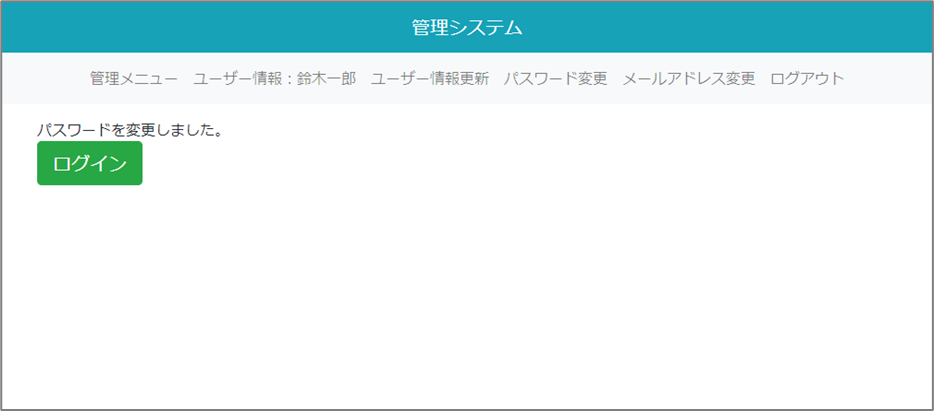 管理システム
管理メニュー ユーザー情報：鈴木一郎 ユーザー情報更新 パスワード変更 メールアドレス変更 ログアウト
パスワードを変更しました。
ログイン